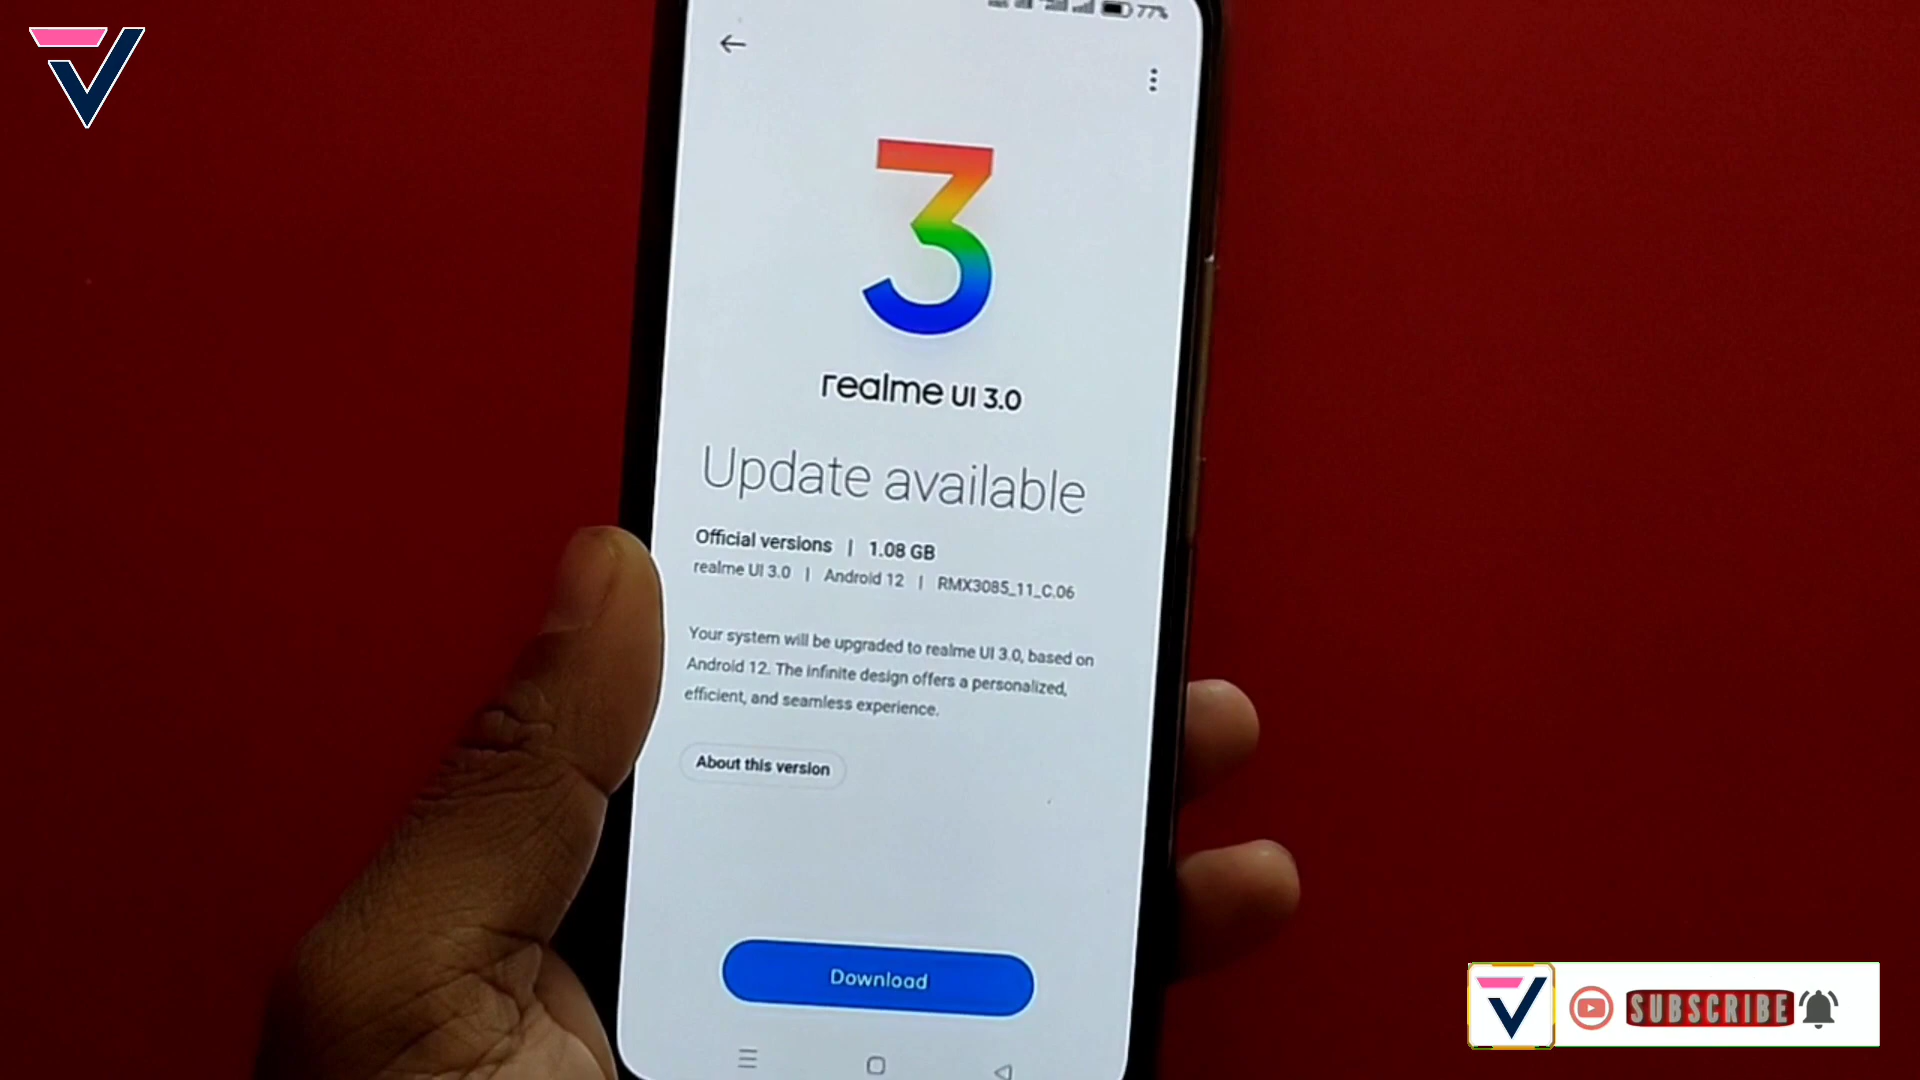 77%
3
realme UI 3.0
Update available
Official versions | 1.08 GB
realme UI 3.0 | Android 12 | RMX3085_11_C.06
Your system will be upgraded to realme UI 3.0, based on
Android 12. The infinite design offers a personalized,
efficient, and seamless experience.
About this version
Download
SUBSCRIBE